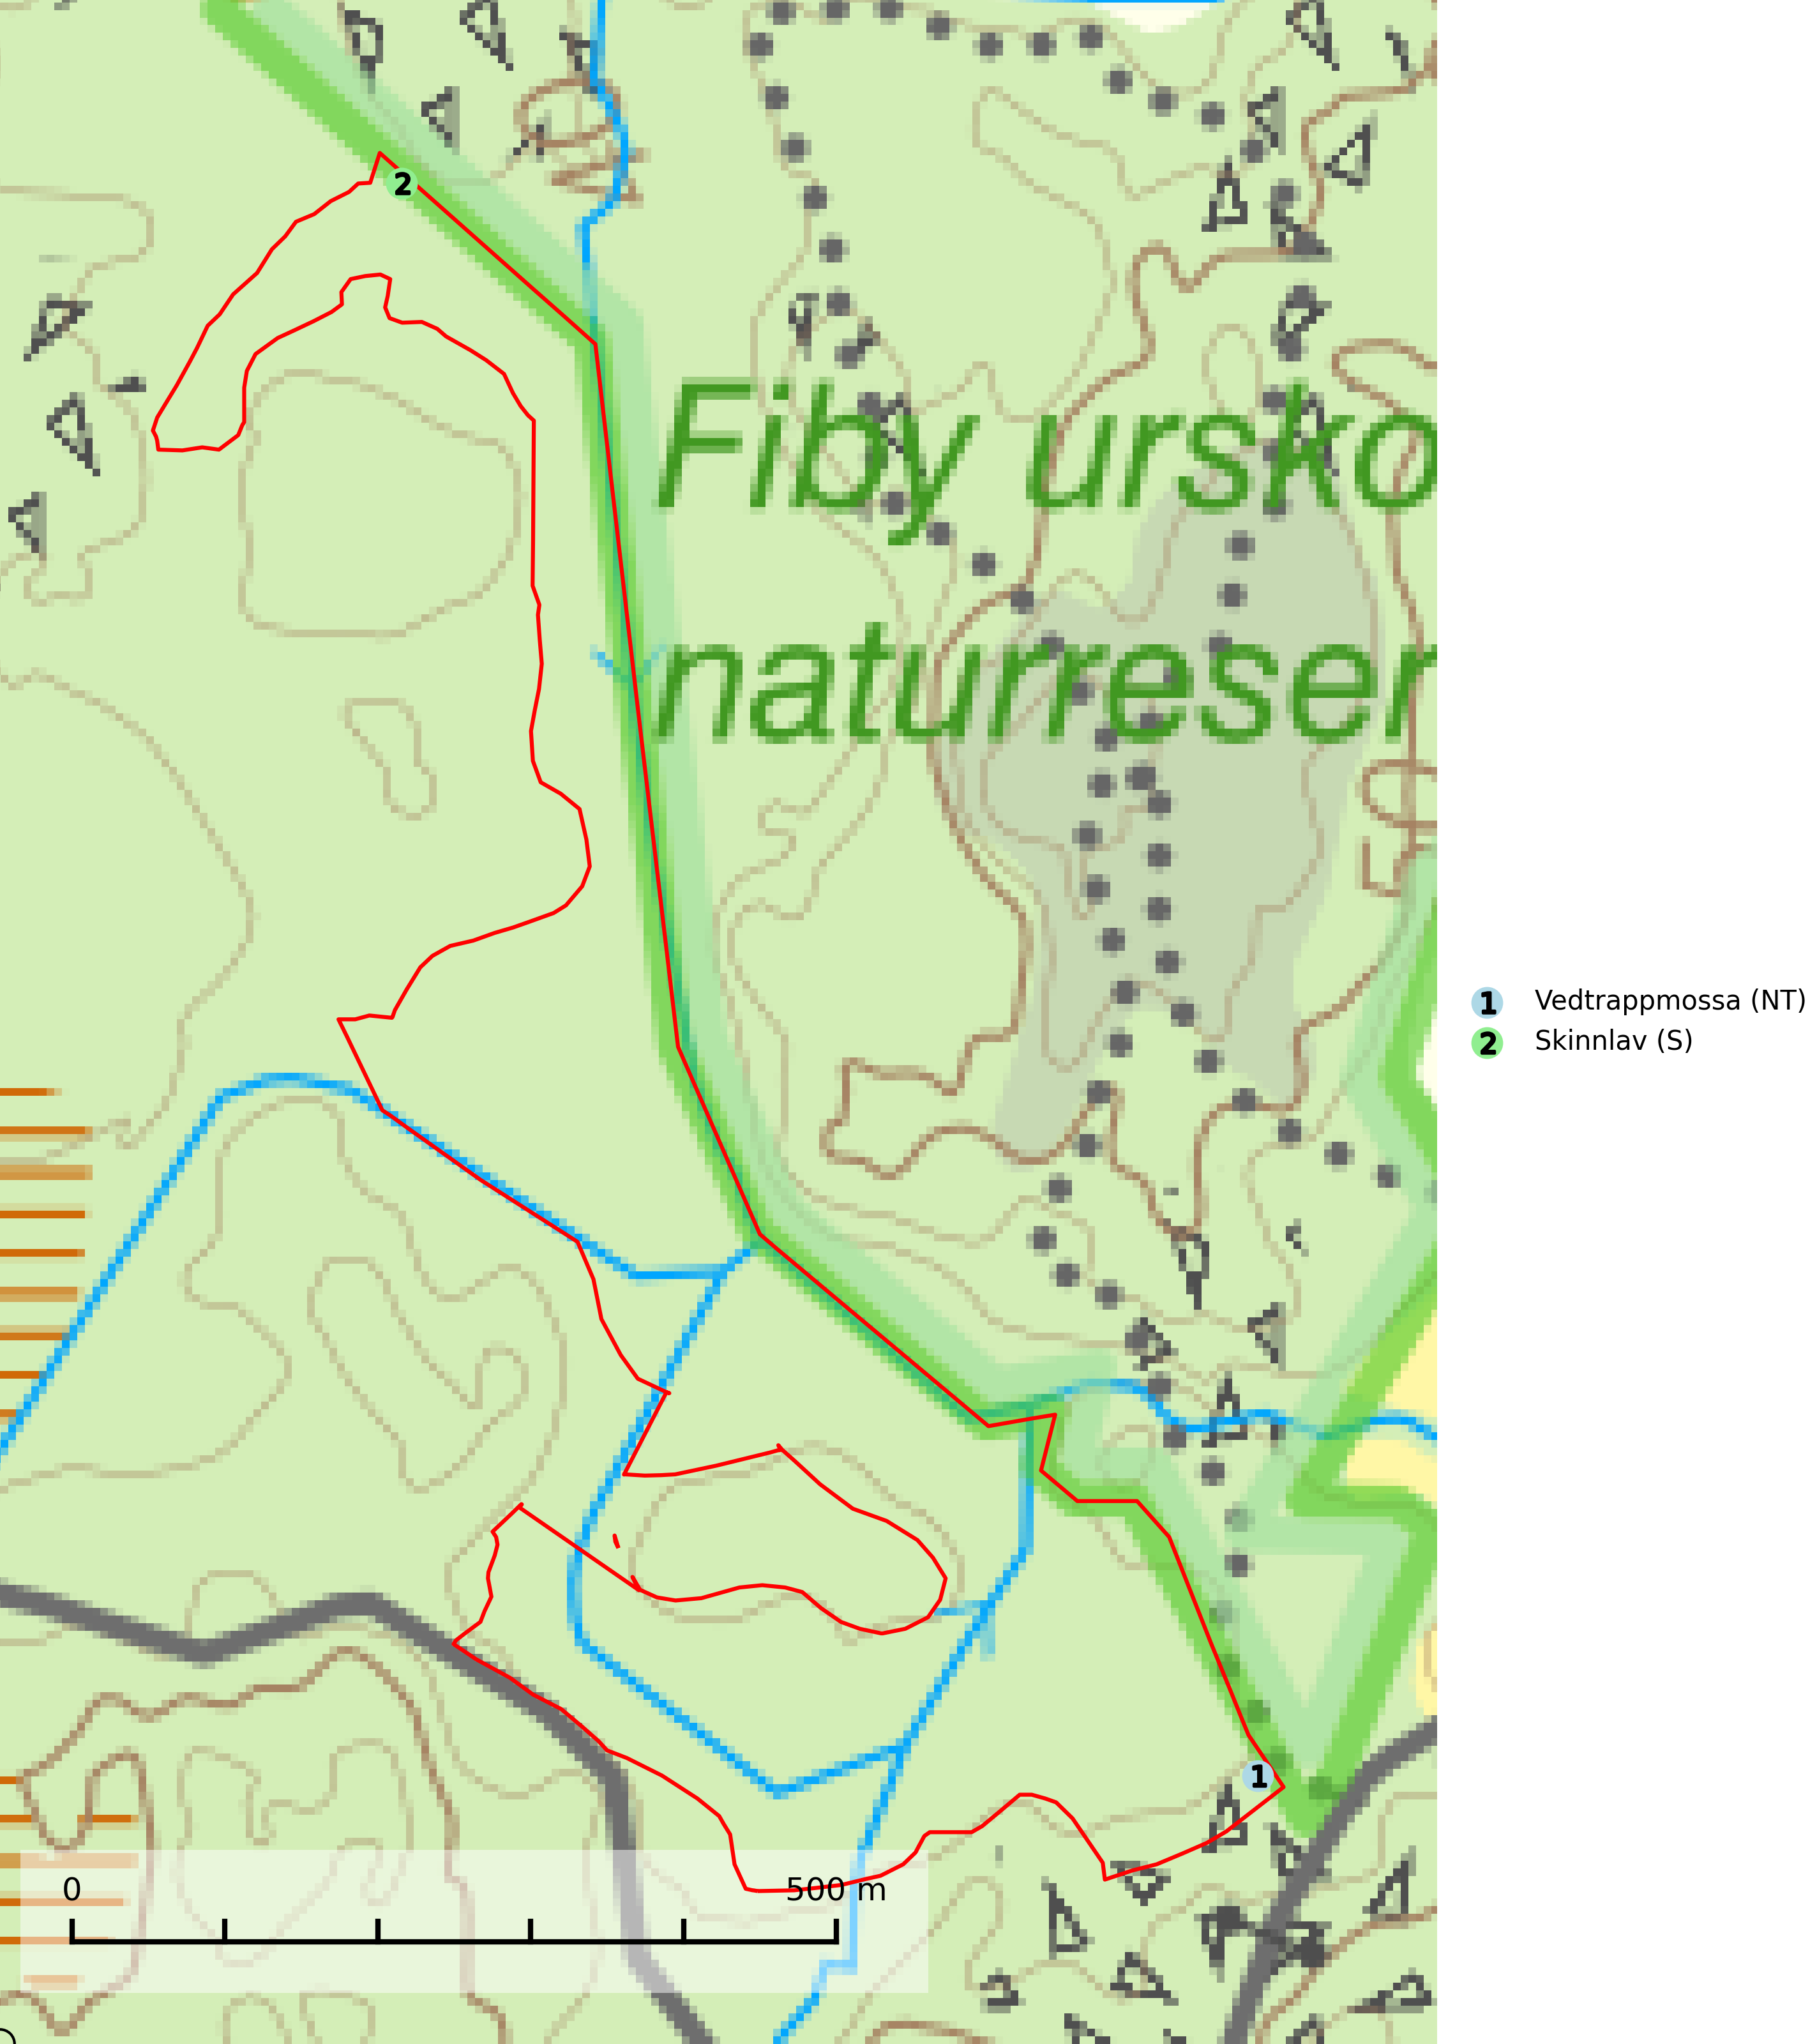 2
Fiby ursko
naturreser
1 Vedtrappmossa (NT)
2 Skinnlav (S)
1
0 500 m